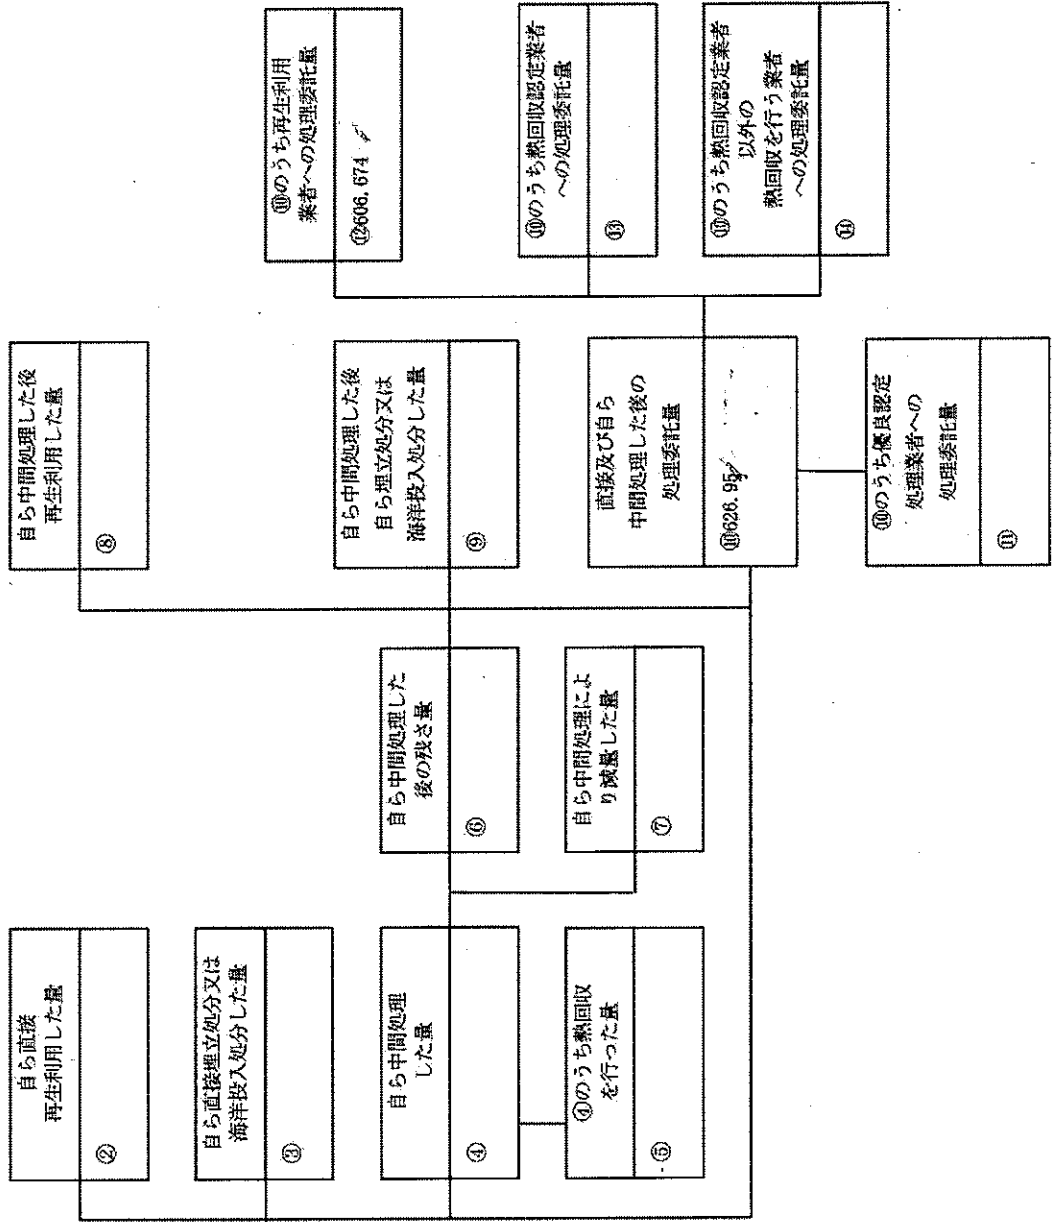 自ら直接
再生利用した量
②
自ら直接埋立処分又は
海洋投入処分した量
③
自ら中間処理
した量
④
④のうち熱回収
を行った量
⑤
自ら中間処理した
後の残さ量
⑥
自ら中間処理によ
り減量した量
⑦
自ら中間処理した後
再生利用した量
⑧
自ら中間処理した後
自ら埋立処分又は
海洋投入処分した量
⑨
直接及び自ら
中間処理した後の
処理委託量
⑩626.95
⑩のうち優良認定
処理業者への
処理委託量
⑪
⑩のうち再生利用
業者への処理委託量
⑫606.674
⑩のうち熱回収認定業者
への処理委託量
⑬
⑩のうち熱回収認定業者
以外の
熱回収を行う業者
への処理委託量
⑭